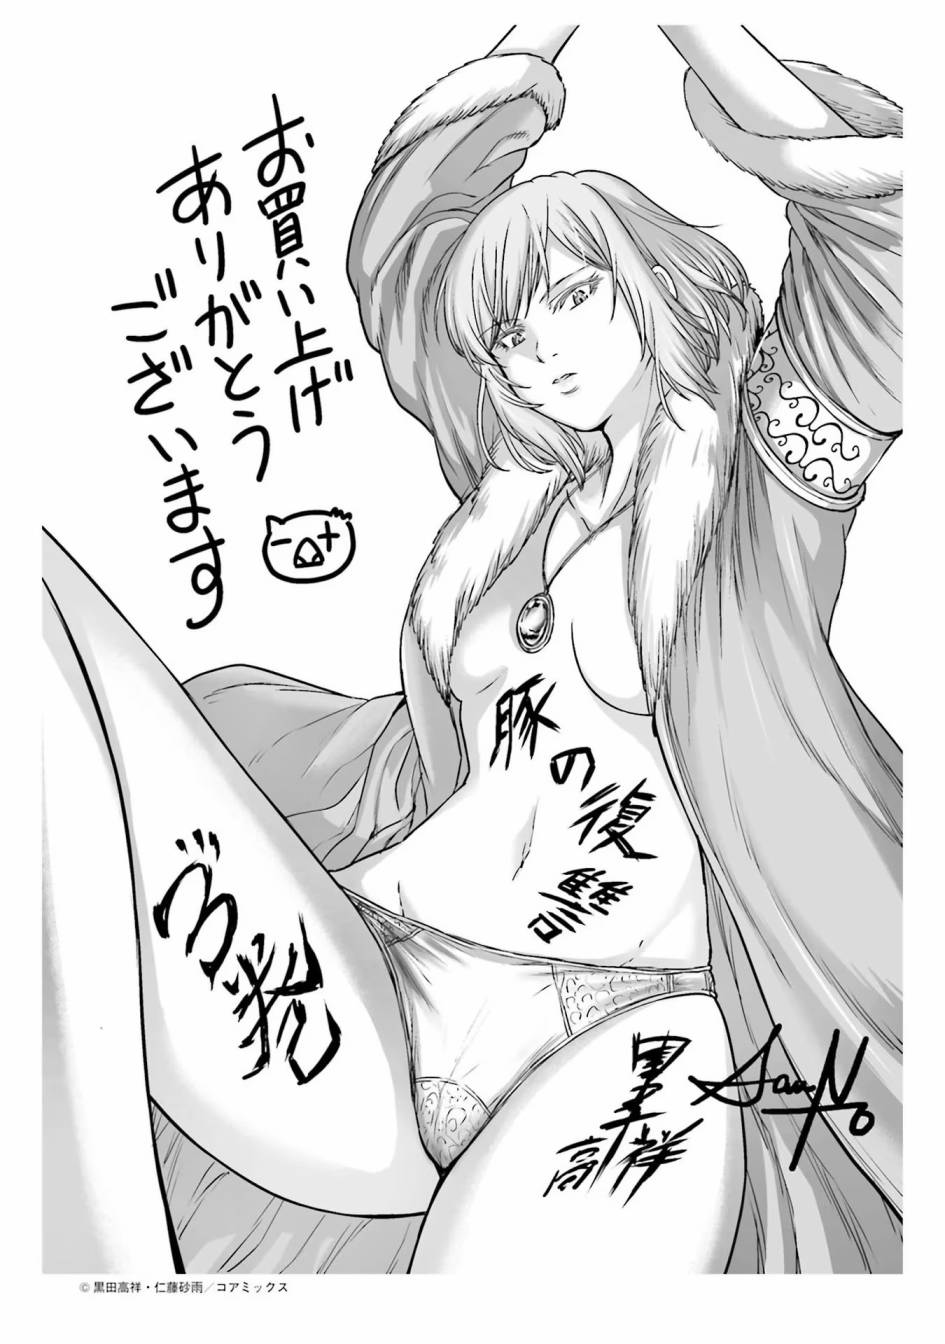 お買い上げ
ありがとう
ございます
豚の復讐
黒田
高祥
© 黒田高祥・仁藤砂雨／コアミックス